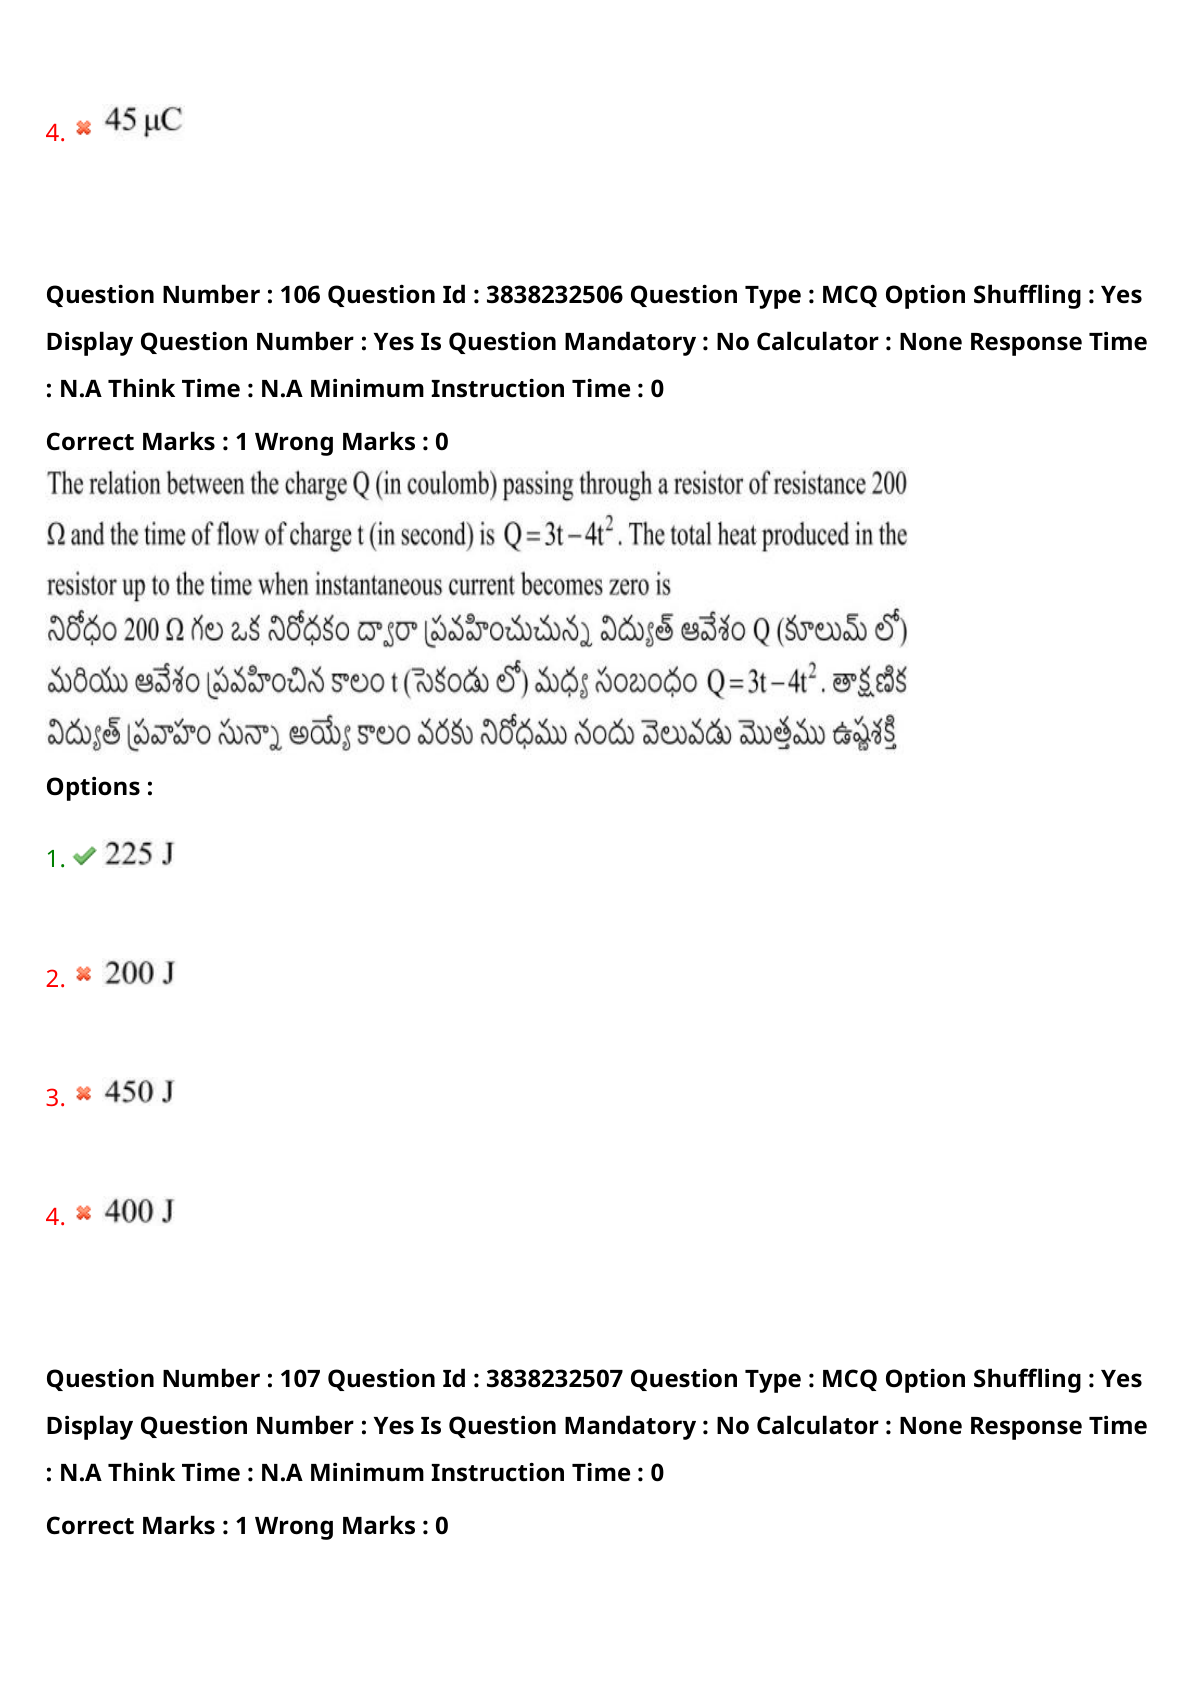 4. 45 μC
Question Number : 106 Question Id : 3838232506 Question Type : MCQ Option Shuffling : Yes
Display Question Number : Yes Is Question Mandatory : No Calculator : None Response Time
: N.A Think Time : N.A Minimum Instruction Time : 0
Correct Marks : 1 Wrong Marks : 0
The relation between the charge Q (in coulomb) passing through a resistor of resistance 200
Ω and the time of flow of charge t (in second) is Q = 3t – 4t². The total heat produced in the
resistor up to the time when instantaneous current becomes zero is
నిరోధం 200 Ω గల ఒక నిరోధకం ద్వారా ప్రవహించుచున్న విద్యుత్ ఆవేశం Q (కూలుమ్ లో)
మరియు ఆవేశం ప్రవహించిన కాలం t (సెకండు లో) మధ్య సంబంధం Q = 3t – 4t². తాక్షణిక
విద్యుత్ ప్రవాహం సున్నా అయ్యే కాలం వరకు నిరోధము నందు వెలువడు మొత్తము ఉష్ణశక్తి
Options :
1. 225 J
2. 200 J
3. 450 J
4. 400 J
Question Number : 107 Question Id : 3838232507 Question Type : MCQ Option Shuffling : Yes
Display Question Number : Yes Is Question Mandatory : No Calculator : None Response Time
: N.A Think Time : N.A Minimum Instruction Time : 0
Correct Marks : 1 Wrong Marks : 0